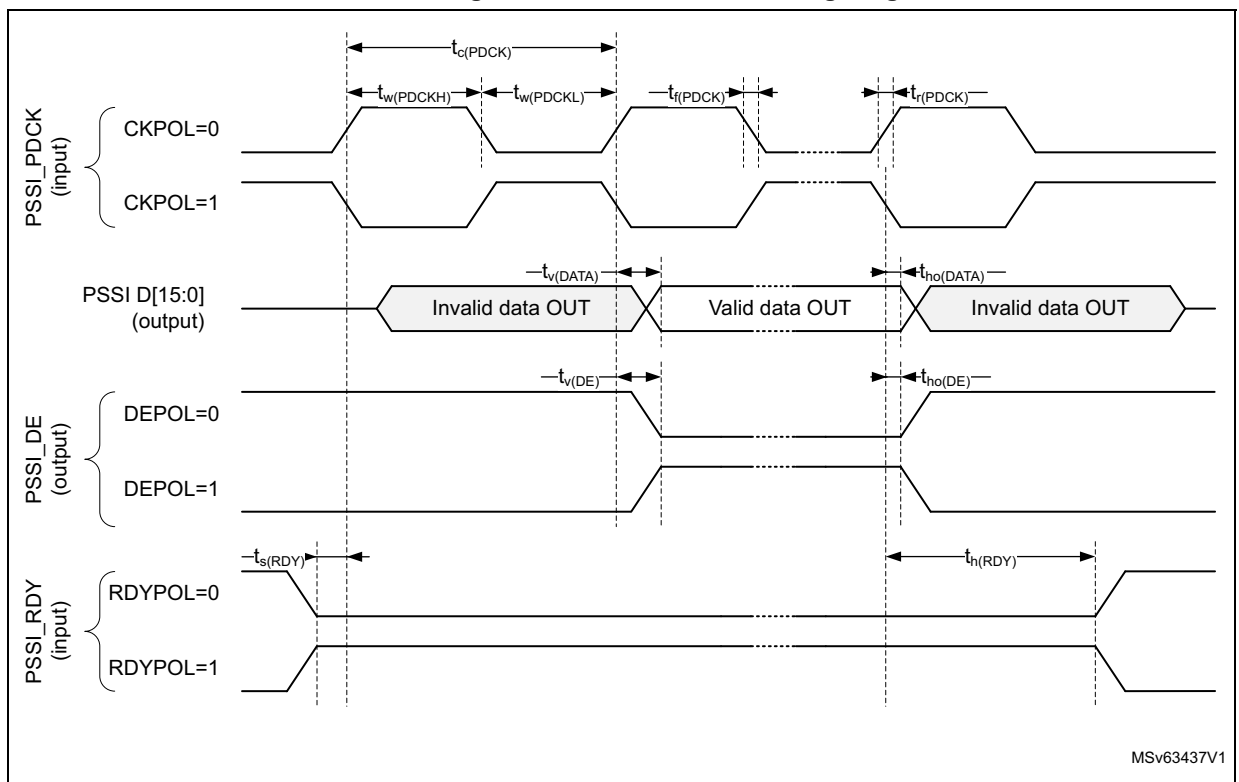 tc(PDCK)
tw(PDCKH) tw(PDCKL) tf(PDCK) tr(PDCK)
PSSI_PDCK
(input)
CKPOL=0
CKPOL=1
tv(DATA) tho(DATA)
PSSI D[15:0]
(output)
Invalid data OUT Valid data OUT Invalid data OUT
tv(DE) tho(DE)
PSSI_DE
(output)
DEPOL=0
DEPOL=1
ts(RDY) th(RDY)
PSSI_RDY
(input)
RDYPOL=0
RDYPOL=1
MSv63437V1